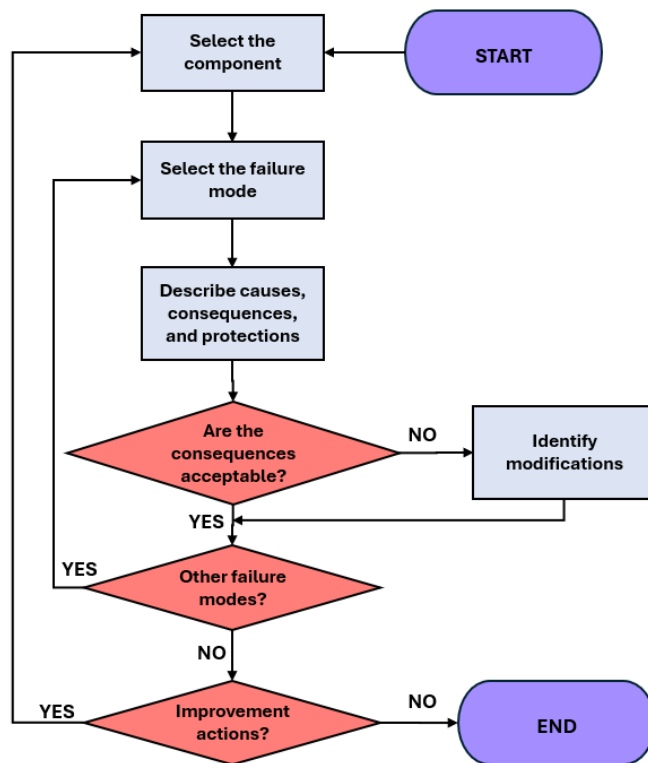 Select the
component
START
Select the failure
mode
Describe causes,
consequences,
and protections
Are the
consequences
acceptable?
NO
Identify
modifications
YES
YES
Other failure
modes?
NO
YES
Improvement
actions?
NO
END